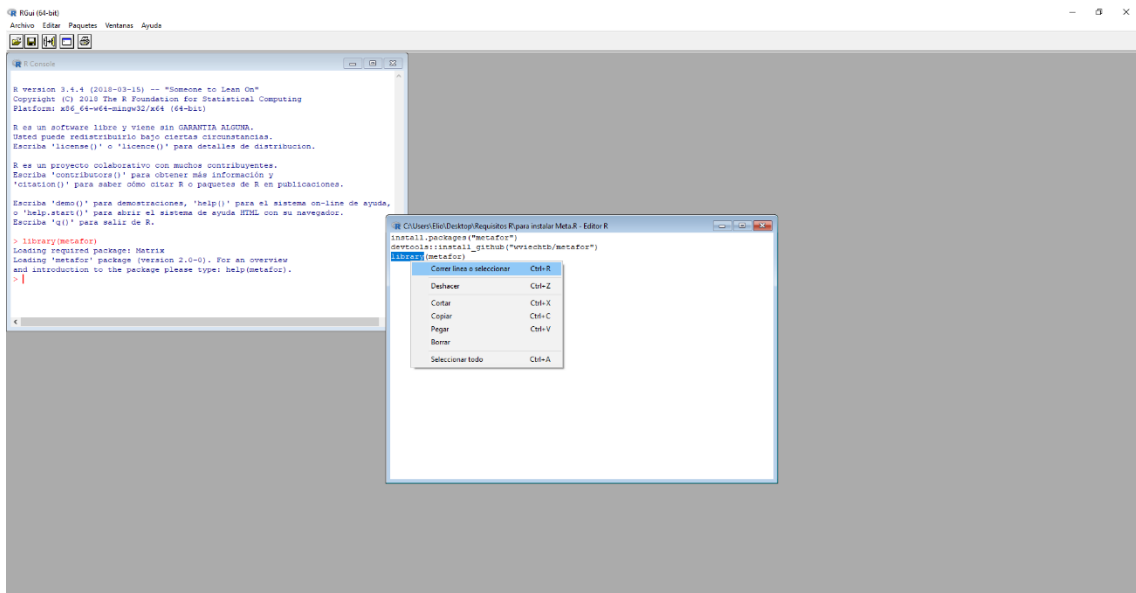 RGui (64-bit)
Archivo Editar Paquetes Ventanas Ayuda
R Console
R version 3.4.4 (2018-03-15) -- "Someone to Lean On"
Copyright (C) 2018 The R Foundation for Statistical Computing
Platform: x86_64-w64-mingw32/x64 (64-bit)
R es un software libre y viene sin GARANTIA ALGUNA.
Usted puede redistribuirlo bajo ciertas circunstancias.
Escriba 'license()' o 'licence()' para detalles de distribucion.
R es un proyecto colaborativo con muchos contribuyentes.
Escriba 'contributors()' para obtener más información y
'citation()' para saber cómo citar R o paquetes de R en publicaciones.
Escriba 'demo()' para demostraciones, 'help()' para el sistema on-line de ayuda,
o 'help.start()' para abrir el sistema de ayuda HTML con su navegador.
Escriba 'q()' para salir de R.
> library(metafor)
Loading required package: Matrix
Loading 'metafor' package (version 2.0-0). For an overview
and introduction to the package please type: help(metafor).
>
C:\Users\Elio\Desktop\Requisitos R\para instalar Meta.R - Editor R
install.packages("metafor")
devtools::install_github("wviechtb/metafor")
library(metafor)
Correr linea o seleccionar Ctrl+R
Deshacer Ctrl+Z
Cortar Ctrl+X
Copiar Ctrl+C
Pegar Ctrl+V
Borrar
Seleccionar todo Ctrl+A